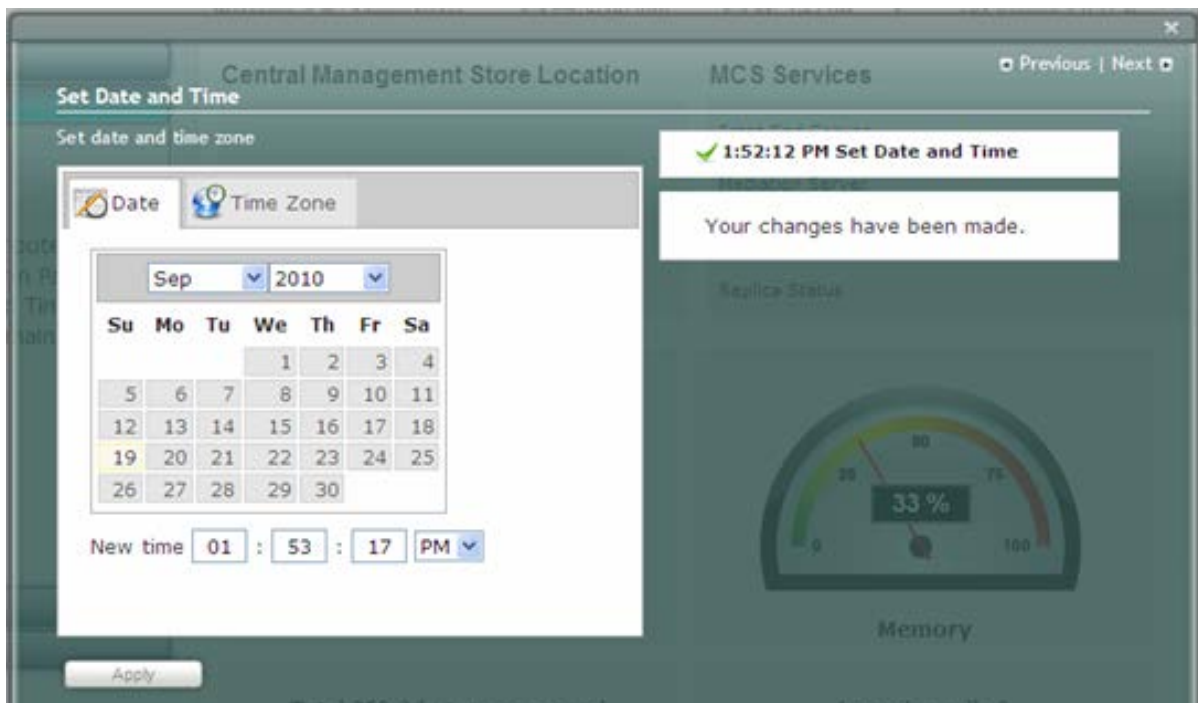 Previous | Next
Central Management Store Location
MCS Services
Set Date and Time
Set date and time zone
Date
Time Zone
Sep 2010
Su Mo Tu We Th Fr Sa
1 2 3 4
5 6 7 8 9 10 11
12 13 14 15 16 17 18
19 20 21 22 23 24 25
26 27 28 29 30
New time 01 : 53 : 17 PM
Apply
1:52:12 PM Set Date and Time
Mediation Server
Your changes have been made.
Replica Status
33 %
0
75
100
Memory